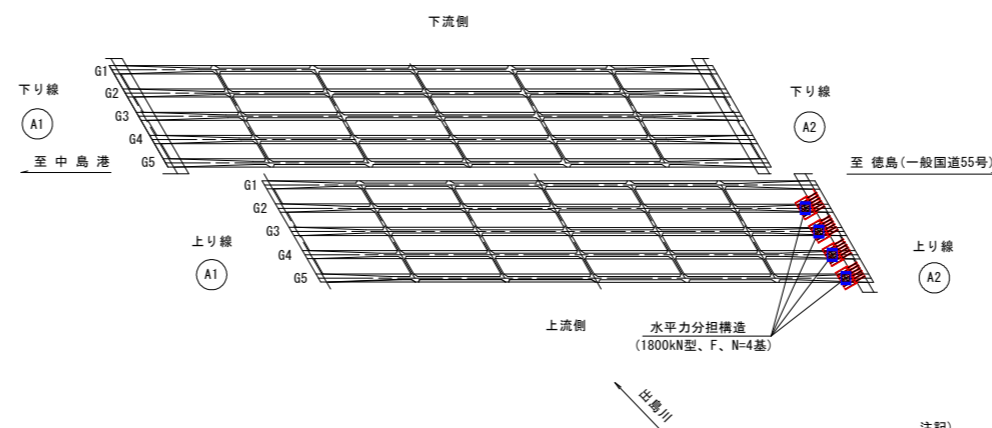 下流側
G1
G2
G3
G4
G5
下り線
A1
至 中 島 港
下り線
A2
至 徳島(一般国道55号)
G1
G2
G3
G4
G5
上り線
A1
上り線
A2
上流側
水平力分担構造
(1800kN型、F、N=4基)
出島川
注記)